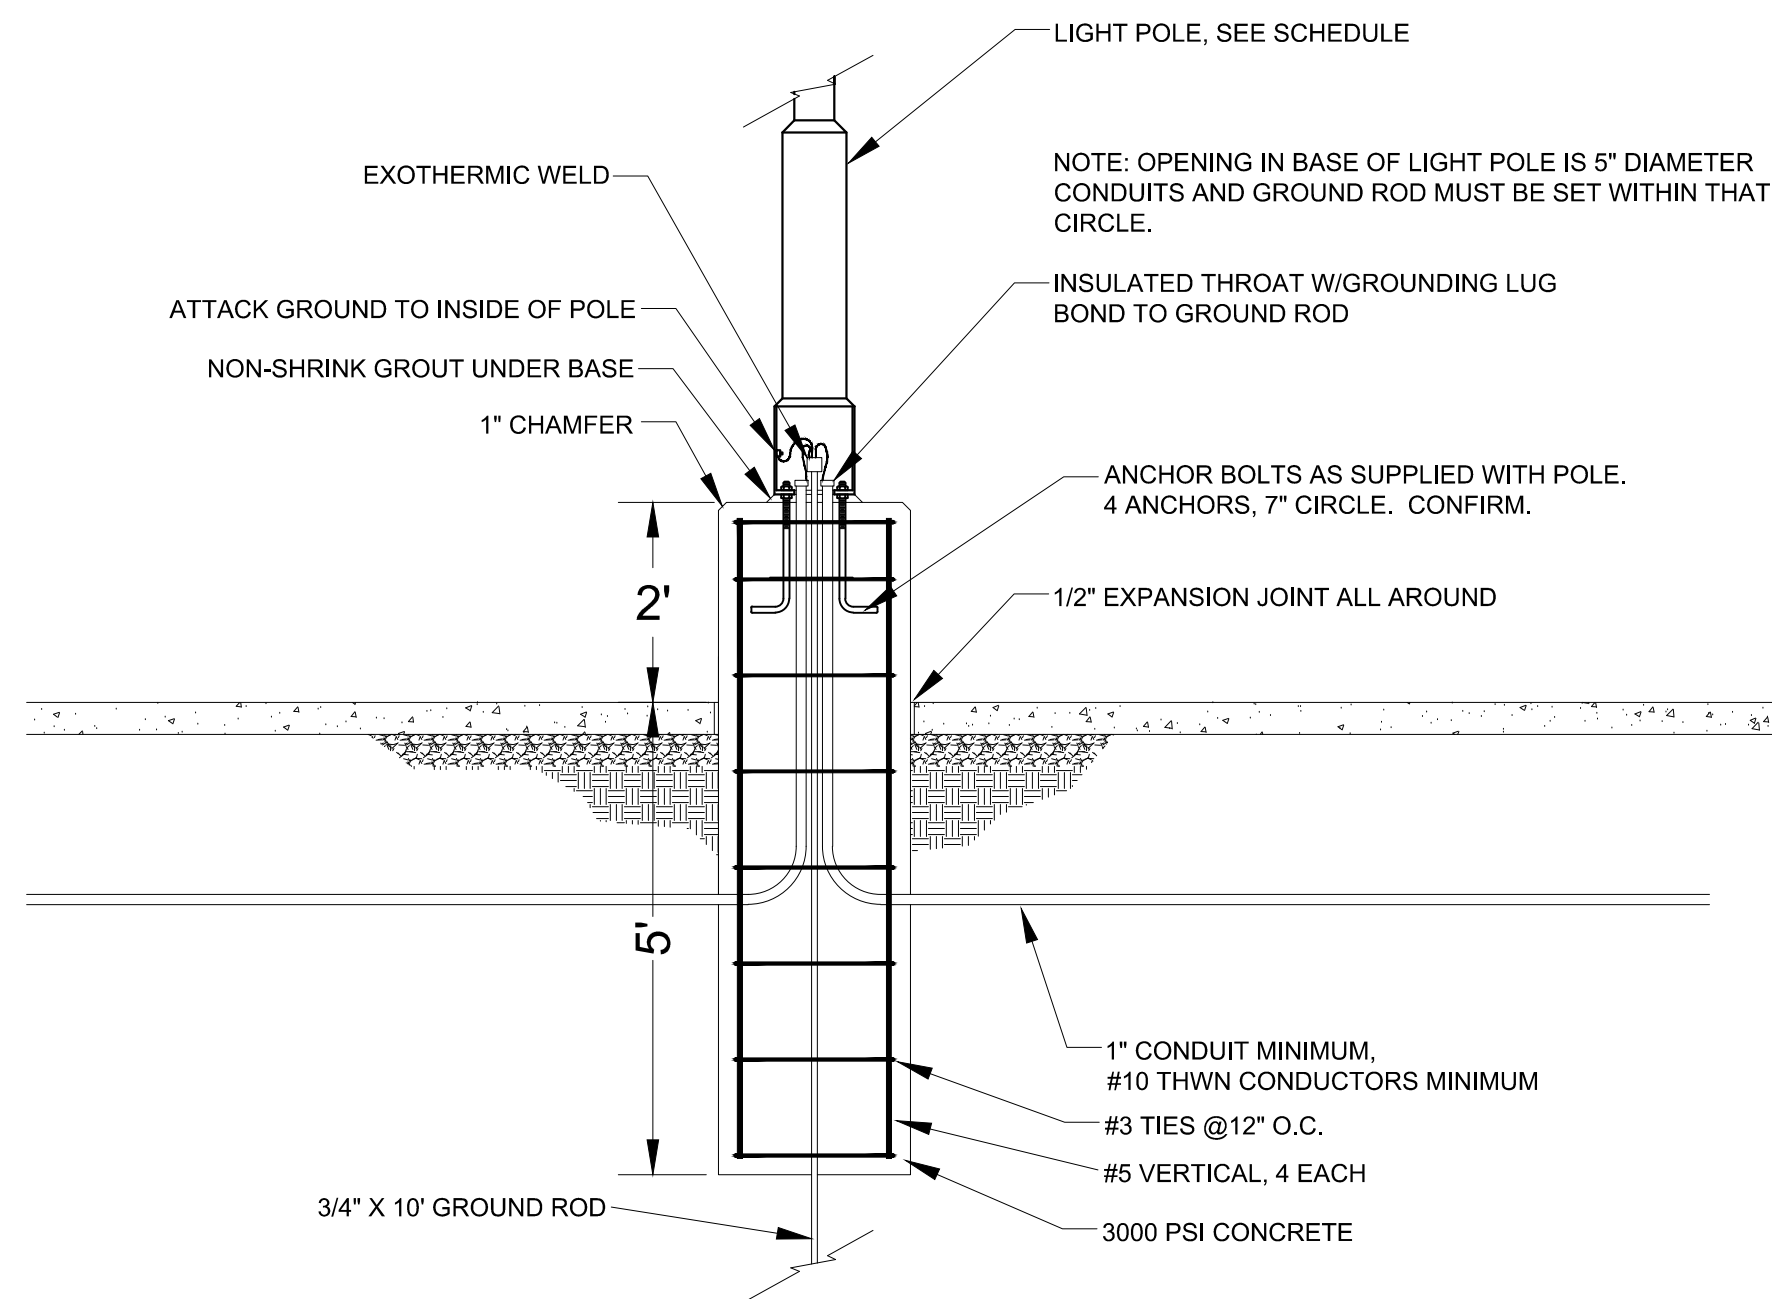 LIGHT POLE, SEE SCHEDULE
NOTE: OPENING IN BASE OF LIGHT POLE IS 5" DIAMETER
CONDUITS AND GROUND ROD MUST BE SET WITHIN THAT
CIRCLE.
EXOTHERMIC WELD
INSULATED THROAT W/GROUNDING LUG
BOND TO GROUND ROD
ATTACK GROUND TO INSIDE OF POLE
NON-SHRINK GROUT UNDER BASE
1" CHAMFER
ANCHOR BOLTS AS SUPPLIED WITH POLE.
4 ANCHORS, 7" CIRCLE. CONFIRM.
2'
1/2" EXPANSION JOINT ALL AROUND
5'
1" CONDUIT MINIMUM,
#10 THWN CONDUCTORS MINIMUM
#3 TIES @12" O.C.
#5 VERTICAL, 4 EACH
3/4" X 10' GROUND ROD
3000 PSI CONCRETE